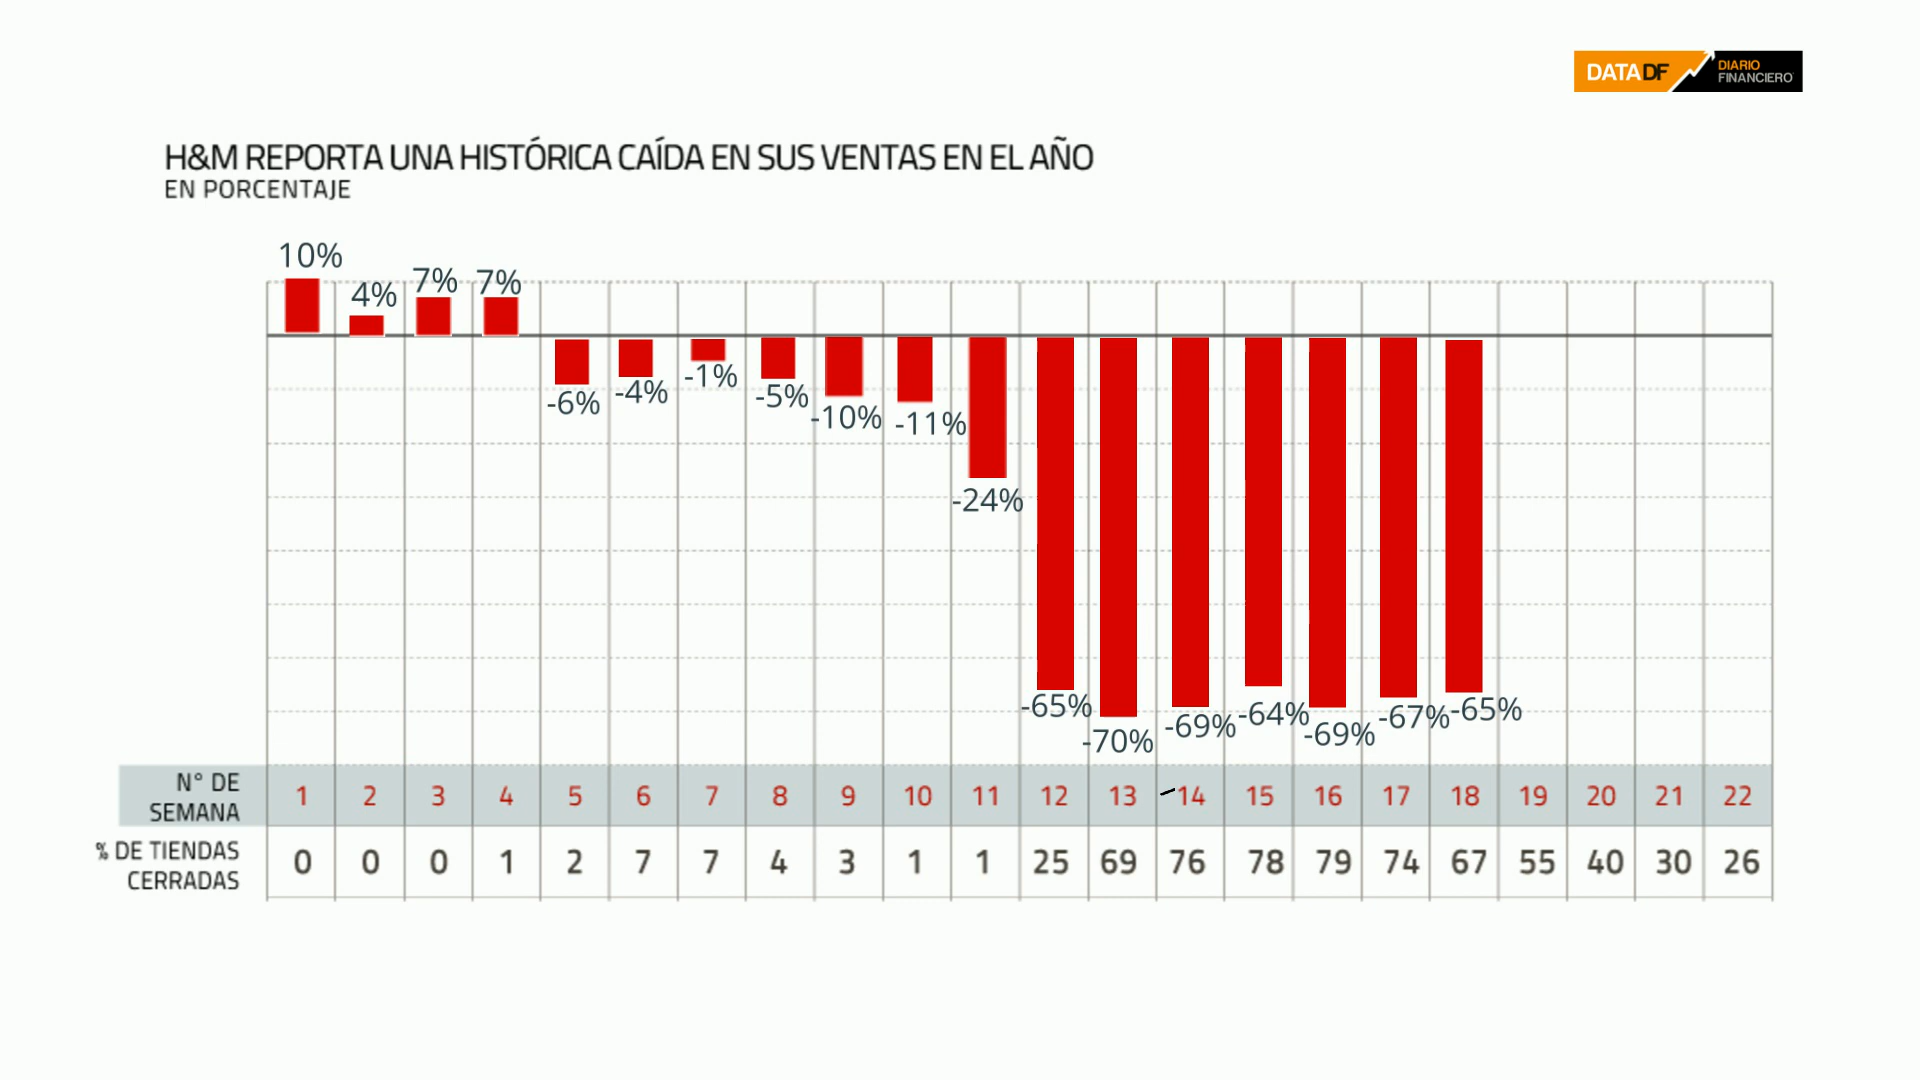 DATADF DIARIO
FINANCIERO
H&M REPORTA UNA HISTÓRICA CAÍDA EN SUS VENTAS EN EL AÑO
EN PORCENTAJE
10% 4% 7% 7%
-6% -4% -1% -5% -10% -11% -24%
-65% -70% -69% -64% -69% -67% -65%
N° DE
SEMANA
1 2 3 4 5 6 7 8 9 10 11 12 13 14 15 16 17 18 19 20 21 22
% DE TIENDAS
CERRADAS
0 0 0 1 2 7 7 4 3 1 1 25 69 76 78 79 74 67 55 40 30 26